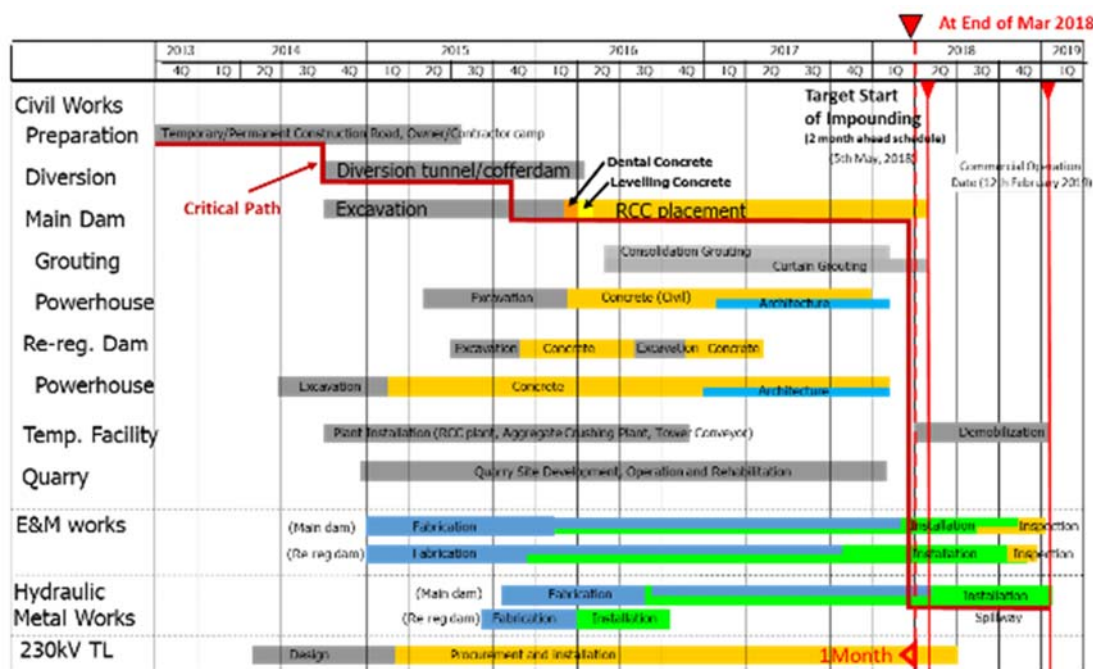 At End of Mar 2018
2013 2014 2015 2016 2017 2018 2019
4Q 1Q 2Q 3Q 4Q 1Q 2Q 3Q 4Q 1Q 2Q 3Q 4Q 1Q 2Q 3Q 4Q 1Q 2Q 3Q 4Q 1Q
Civil Works
Target Start
of Impounding
(2 month ahead schedule)
(5th May, 2018)
Preparation
Temporary/Permanent Construction Road, Owner/Contractor camp
Commercial Operation
Date (12th February 2019)
Diversion
Diversion tunnel/cofferdam
Dental Concrete
Levelling Concrete
Critical Path
Main Dam
Excavation
RCC placement
Grouting
Consolidation Grouting
Curtain Grouting
Powerhouse
Excavation
Concrete (Civil)
Architecture
Re-reg. Dam
Excavation
Concrete
Excavation
Concrete
Powerhouse
Excavation
Concrete
Architecture
Temp. Facility
Plant Installation (RCC plant, Aggregate Crushing Plant, Tower Conveyor)
Demobilization
Quarry
Quarry Site Development, Operation and Rehabilitation
E&M works
(Main dam)
Fabrication
Installation
Inspection
(Re reg dam)
Fabrication
Installation
Inspection
Hydraulic
Metal Works
(Main dam)
Fabrication
Installation
(Re reg dam)
Fabrication
Installation
Spillway
230kV TL
Design
Procurement and Installation
1Month